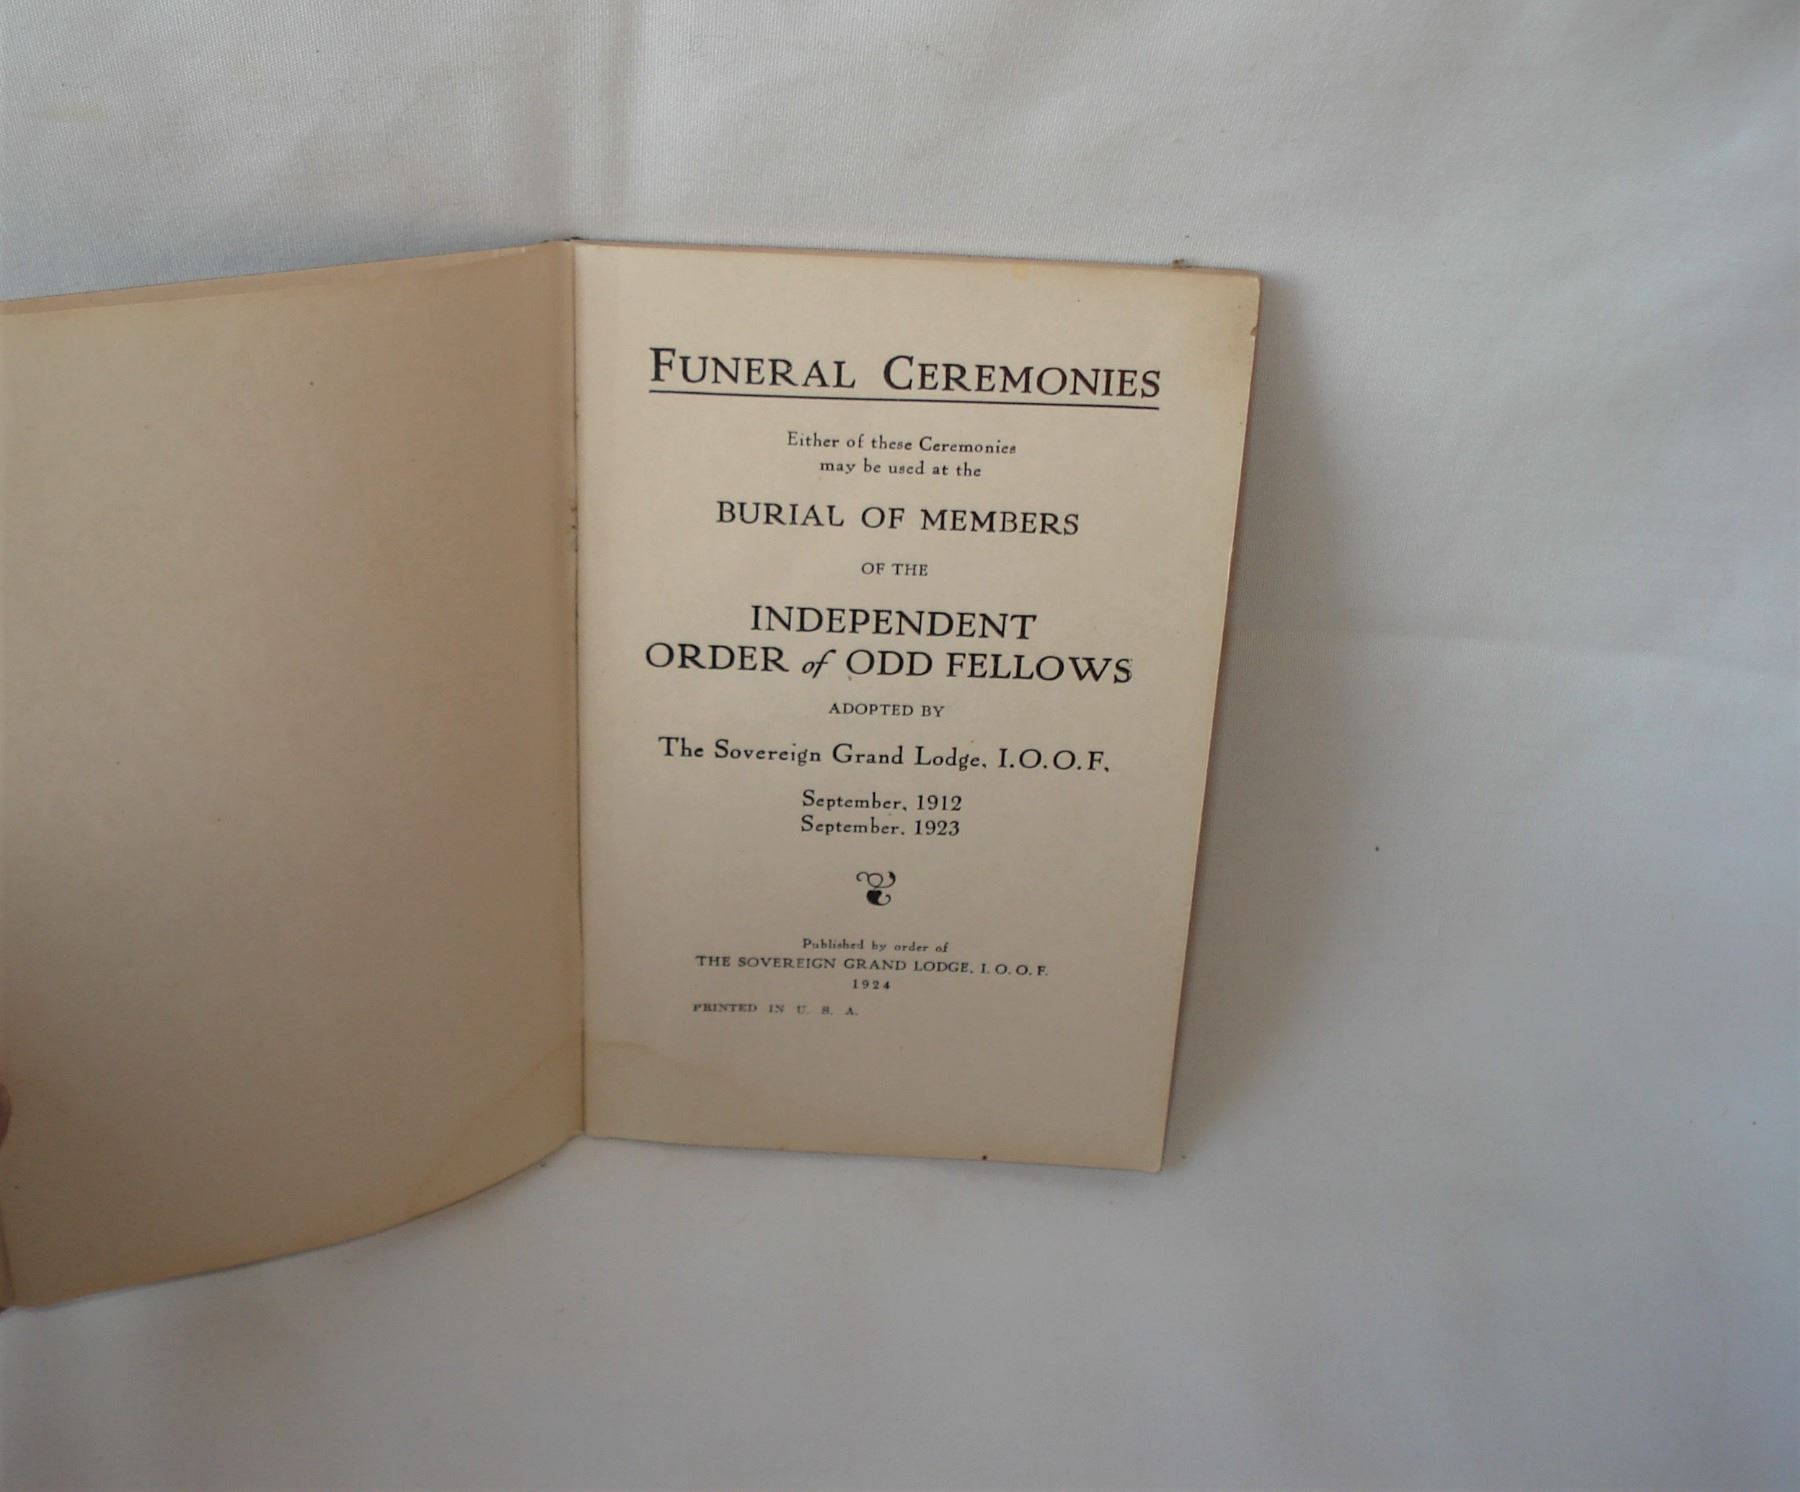 FUNERAL CEREMONIES
Either of these Ceremonies
may be used at the
BURIAL OF MEMBERS
OF THE
INDEPENDENT
ORDER of ODD FELLOWS
ADOPTED BY
The Sovereign Grand Lodge, I.O.O.F.
September, 1912
September, 1923
Published by order of
THE SOVEREIGN GRAND LODGE, I. O. O. F.
1924
PRINTED IN U. S. A.